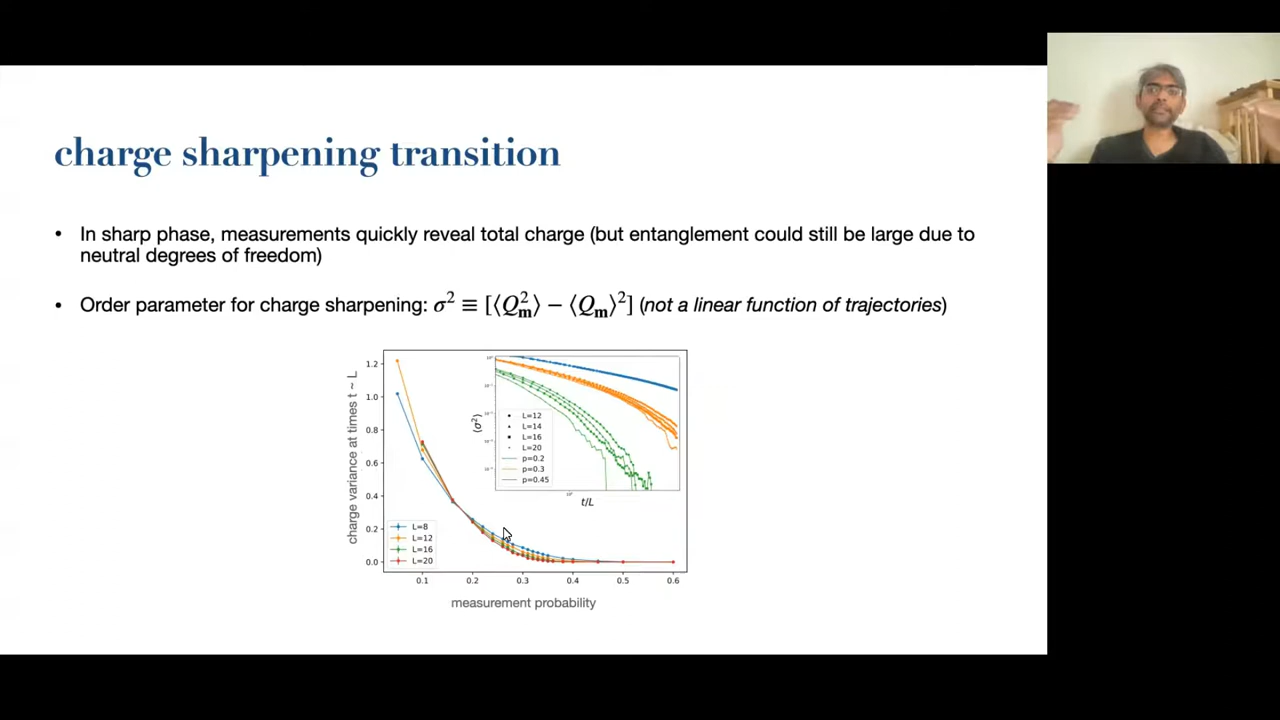 charge sharpening transition
• In sharp phase, measurements quickly reveal total charge (but entanglement could still be large due to
neutral degrees of freedom)
• Order parameter for charge sharpening: σ² ≡ [⟨Q²ₘ⟩ − ⟨Qₘ⟩²] (not a linear function of trajectories)
charge variance at times t ~ L
1.2
1.0
0.8
0.6
0.4
0.2
0.0
L=8
L=12
L=16
L=20
0.1 0.2 0.3 0.4 0.5 0.6
measurement probability
⟨σ²⟩
L=12
L=14
L=16
L=20
p=0.2
p=0.3
p=0.45
t/L